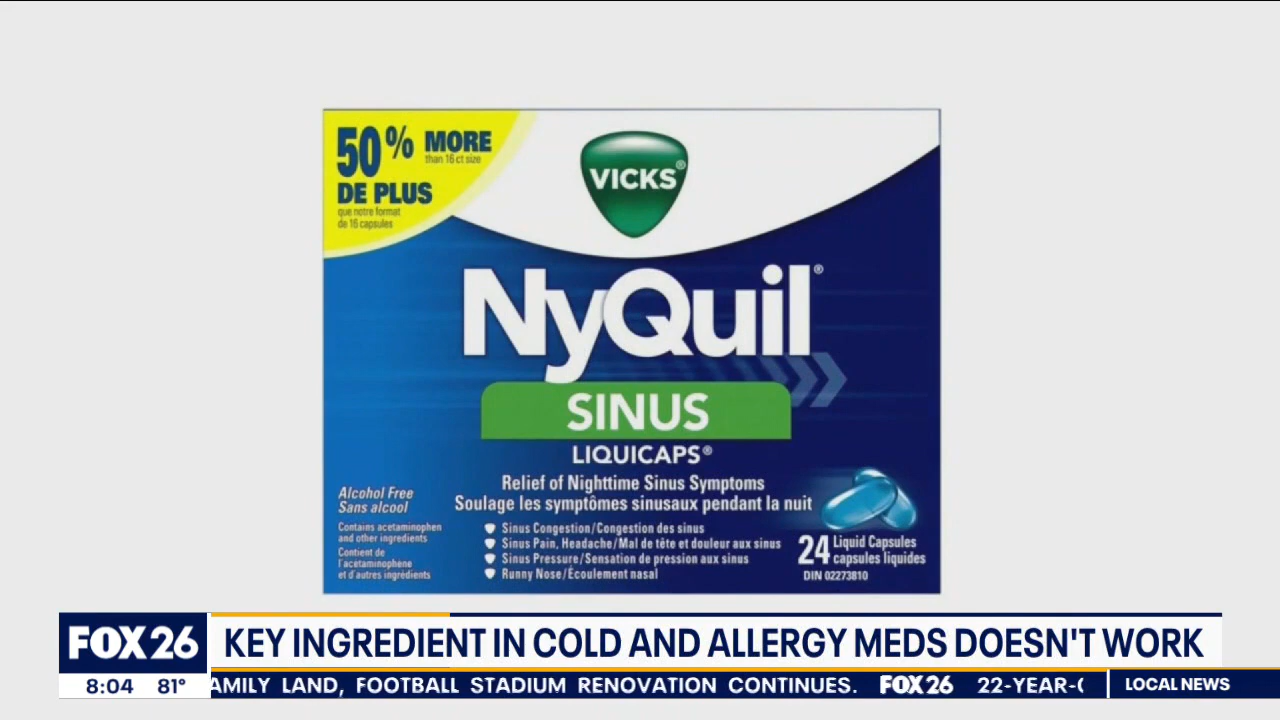 50% MORE
than 16 ct size
DE PLUS
que notre format
de 16 capsules
VICKS®
NyQuil®
SINUS
LIQUICAPS®
Relief of Nighttime Sinus Symptoms
Soulage les symptômes sinusaux pendant la nuit
Alcohol Free
Sans alcool
Contains acetaminophen
and other ingredients
Contient de
l'acétaminophène
et d'autres ingrédients
Sinus Congestion/Congestion des sinus
Sinus Pain, Headache/Mal de tête et douleur aux sinus
Sinus Pressure/Sensation de pression aux sinus
Runny Nose/Écoulement nasal
24 Liquid Capsules
capsules liquides
DIN 02273810
FOX 26
KEY INGREDIENT IN COLD AND ALLERGY MEDS DOESN'T WORK
8:04 81° AMILY LAND, FOOTBALL STADIUM RENOVATION CONTINUES. FOX 26 22-YEAR-( LOCAL NEWS